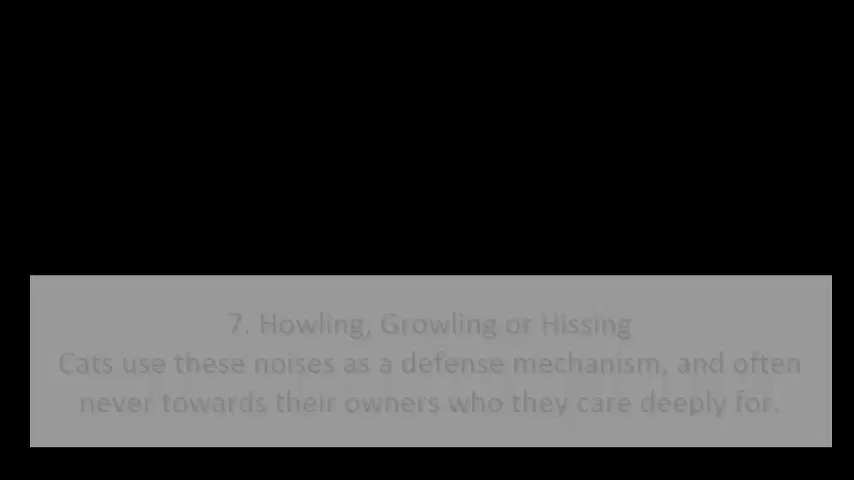 7. Howling, Growling or Hissing
Cats use these noises as a defense mechanism, and often
never towards their owners who they care deeply for.